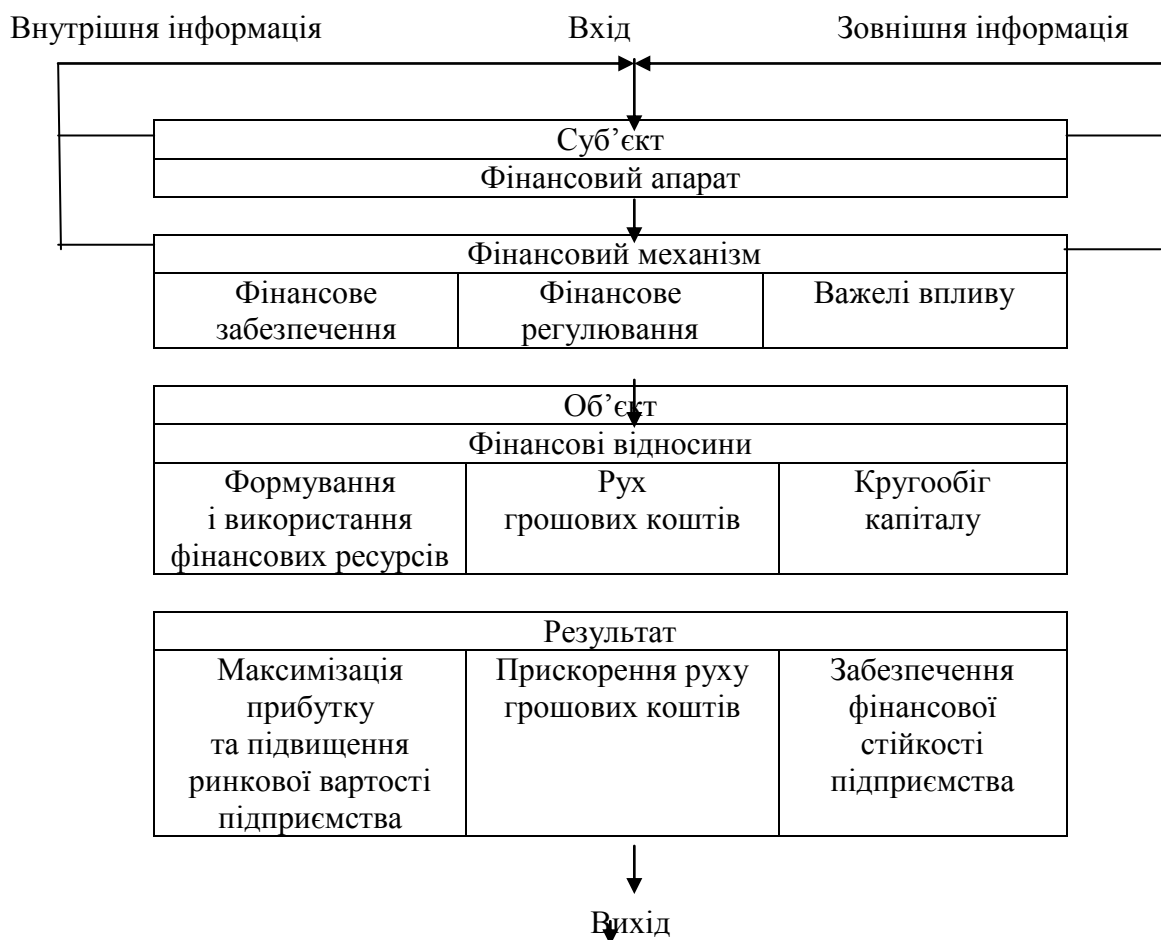 Внутрішня інформація Вхід Зовнішня інформація
Суб’єкт
Фінансовий апарат
Фінансовий механізм
Фінансове
забезпечення
Фінансове
регулювання
Важелі впливу
Об’єкт
Фінансові відносини
Формування
і використання
фінансових ресурсів
Рух
грошових коштів
Кругообіг
капіталу
Результат
Максимізація
прибутку
та підвищення
ринкової вартості
підприємства
Прискорення руху
грошових коштів
Забезпечення
фінансової
стійкості
підприємства
Вихід